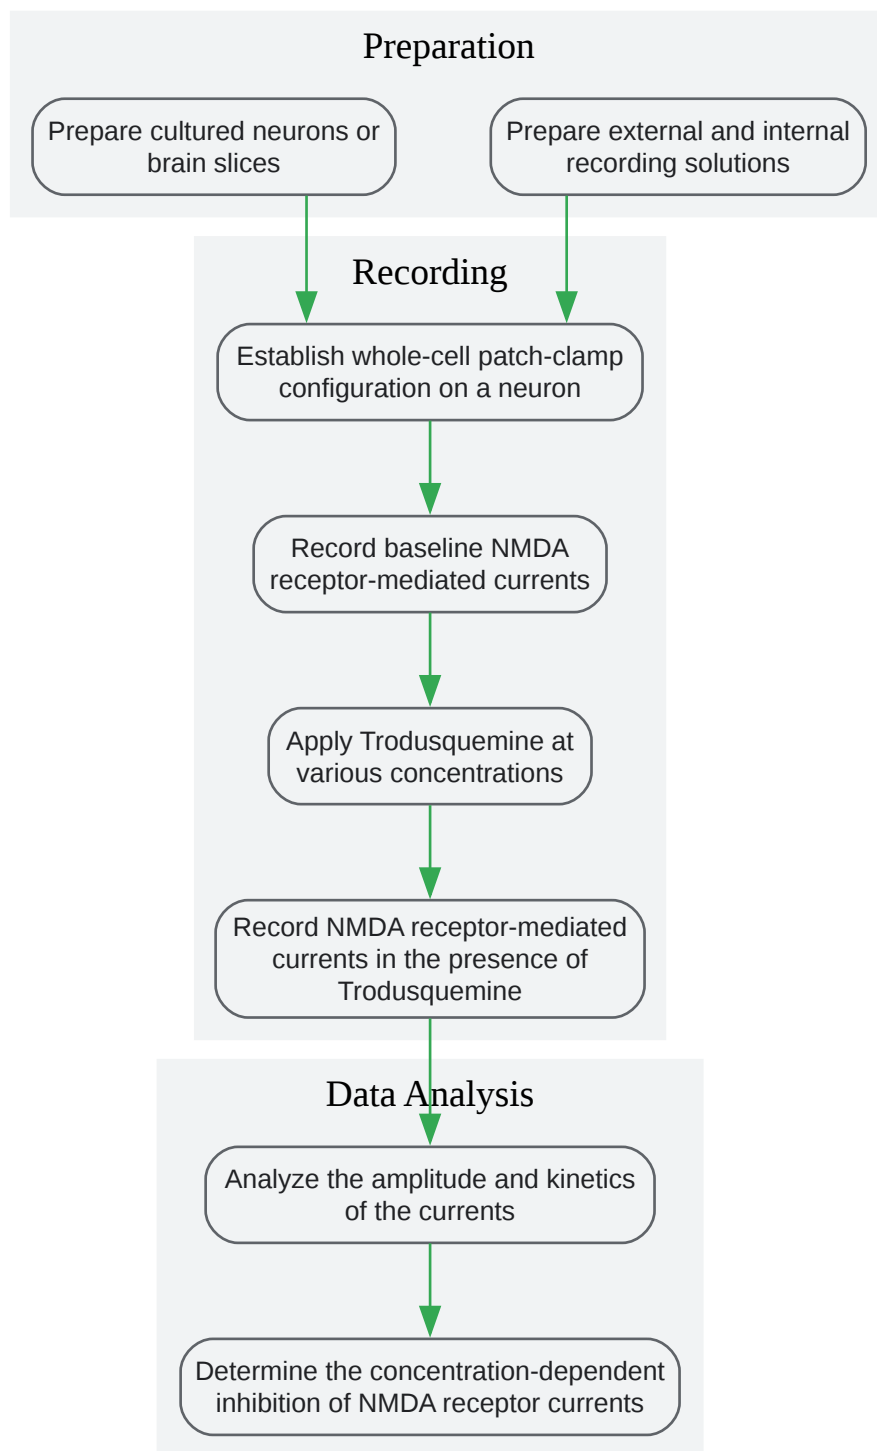 Preparation
Prepare cultured neurons or
brain slices
Prepare external and internal
recording solutions
Recording
Establish whole-cell patch-clamp
configuration on a neuron
Record baseline NMDA
receptor-mediated currents
Apply Trodusquemine at
various concentrations
Record NMDA receptor-mediated
currents in the presence of
Trodusquemine
Data Analysis
Analyze the amplitude and kinetics
of the currents
Determine the concentration-dependent
inhibition of NMDA receptor currents